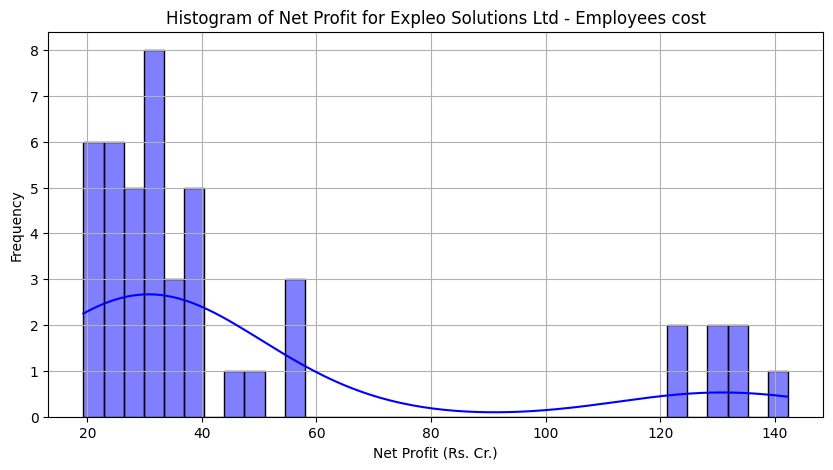 Histogram of Net Profit for Expleo Solutions Ltd - Employees cost
8
7
6
5
4
3
2
1
0
Frequency
20 40 60 80 100 120 140
Net Profit (Rs. Cr.)